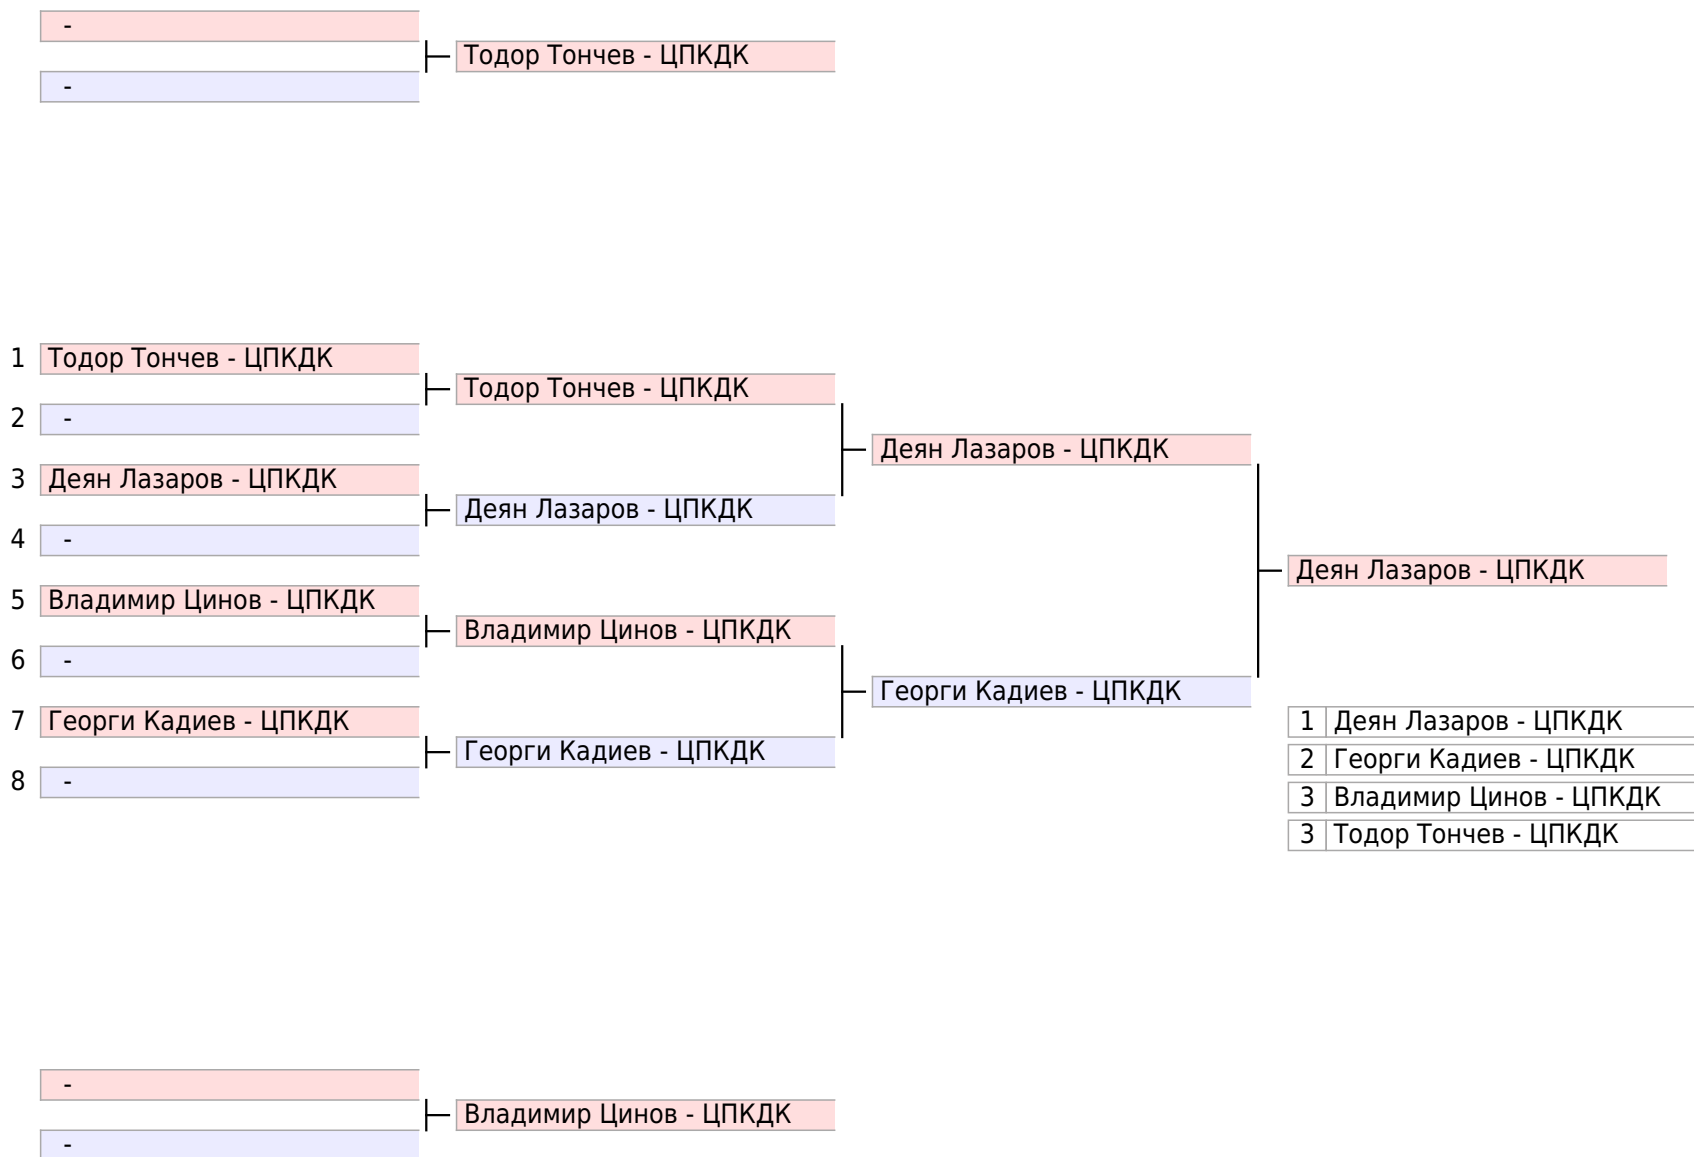 -
Тодор Тончев - ЦПКДК
-
1 Тодор Тончев - ЦПКДК
Тодор Тончев - ЦПКДК
2 -
Деян Лазаров - ЦПКДК
3 Деян Лазаров - ЦПКДК
Деян Лазаров - ЦПКДК
4 -
Деян Лазаров - ЦПКДК
5 Владимир Цинов - ЦПКДК
Владимир Цинов - ЦПКДК
6 -
Георги Кадиев - ЦПКДК
7 Георги Кадиев - ЦПКДК
Георги Кадиев - ЦПКДК
8 -
1 Деян Лазаров - ЦПКДК
2 Георги Кадиев - ЦПКДК
3 Владимир Цинов - ЦПКДК
3 Тодор Тончев - ЦПКДК
-
Владимир Цинов - ЦПКДК
-